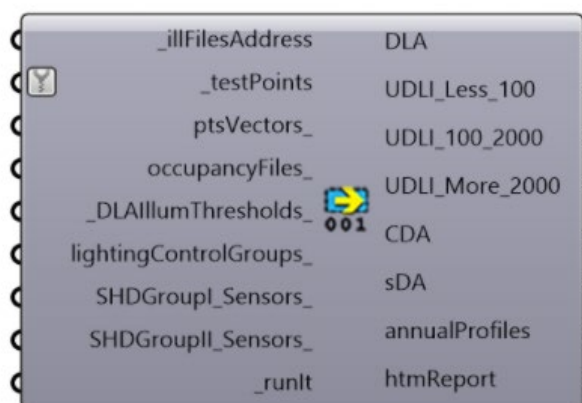 _illFilesAddress
_testPoints
ptsVectors_
occupancyFiles_
_DLAIllumThresholds_
lightingControlGroups_
SHDGroupI_Sensors_
SHDGroupII_Sensors_
_runIt
001
DLA
UDLI_Less_100
UDLI_100_2000
UDLI_More_2000
CDA
sDA
annualProfiles
htmReport